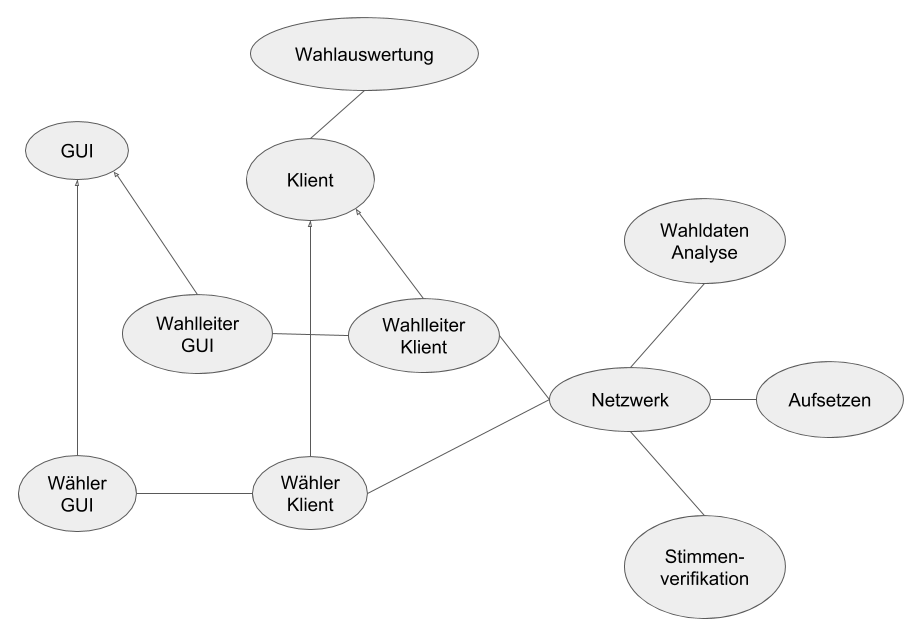 Wahlauswertung
GUI
Klient
Wahldaten
Analyse
Wahlleiter
GUI
Wahlleiter
Klient
Netzwerk
Aufsetzen
Wähler
GUI
Wähler
Klient
Stimmen-
verifikation